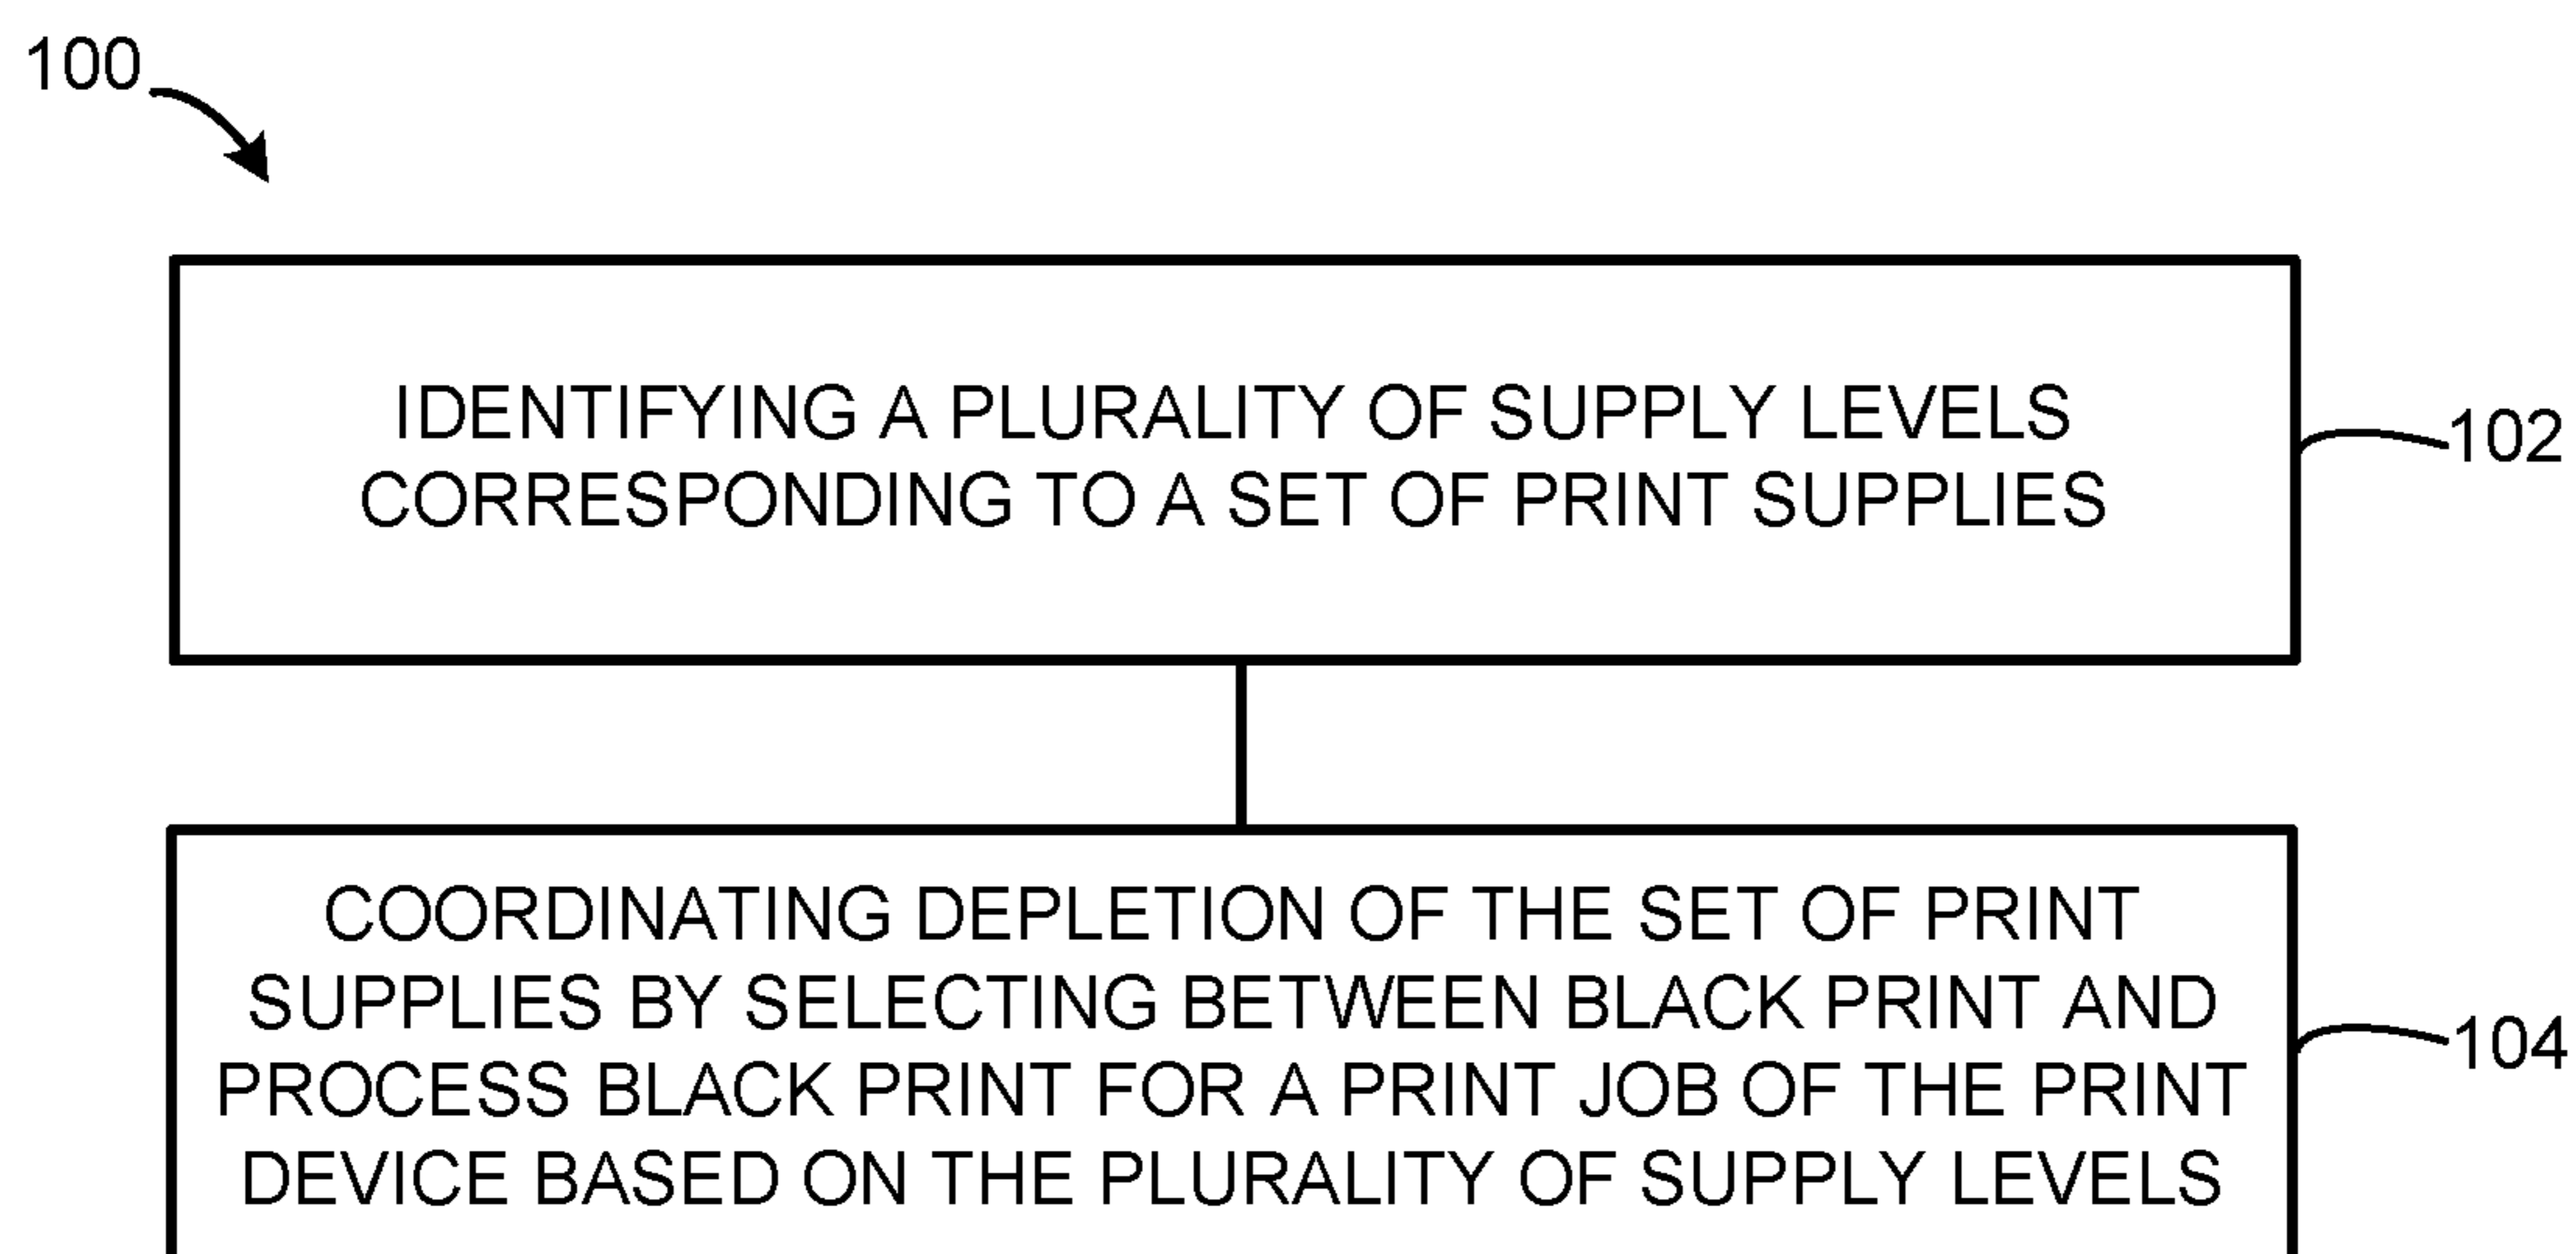 100
IDENTIFYING A PLURALITY OF SUPPLY LEVELS
CORRESPONDING TO A SET OF PRINT SUPPLIES
102
COORDINATING DEPLETION OF THE SET OF PRINT
SUPPLIES BY SELECTING BETWEEN BLACK PRINT AND
PROCESS BLACK PRINT FOR A PRINT JOB OF THE PRINT
DEVICE BASED ON THE PLURALITY OF SUPPLY LEVELS
104